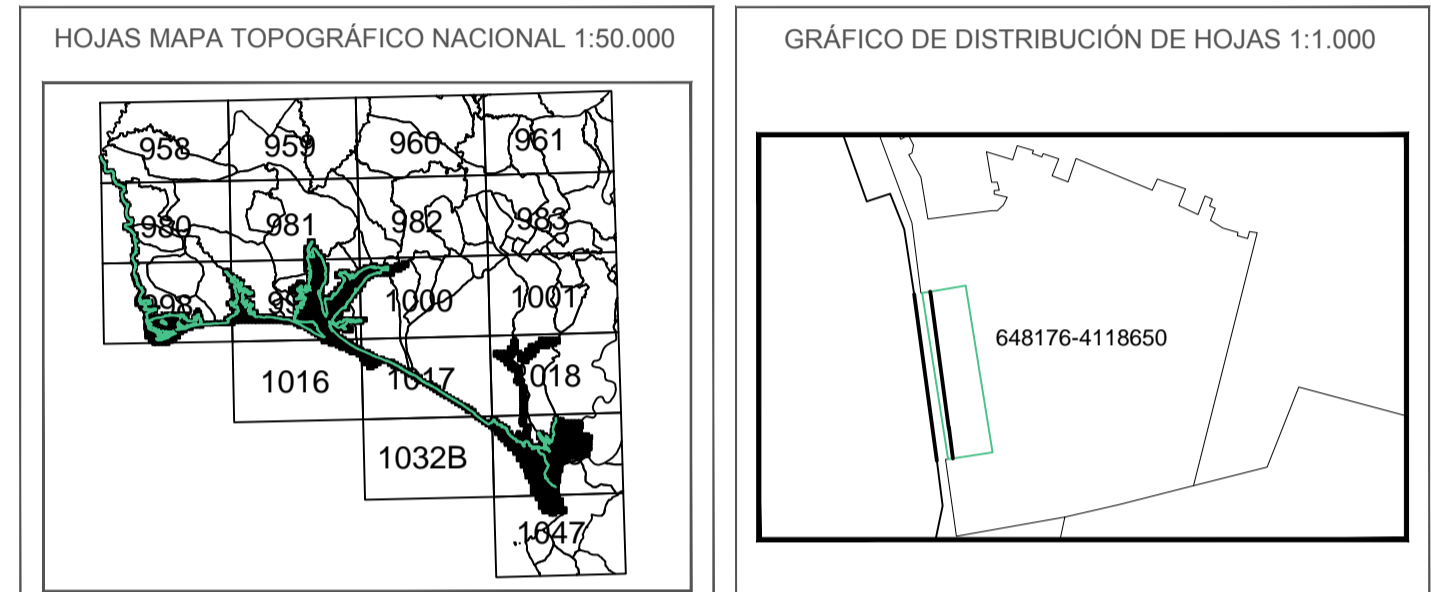 HOJAS MAPA TOPOGRÁFICO NACIONAL 1:50.000
958 959 960 961
980 981 982 983
1000 1001
1016 1017
1032B
1047
GRÁFICO DE DISTRIBUCIÓN DE HOJAS 1:1.000
648176-4118650